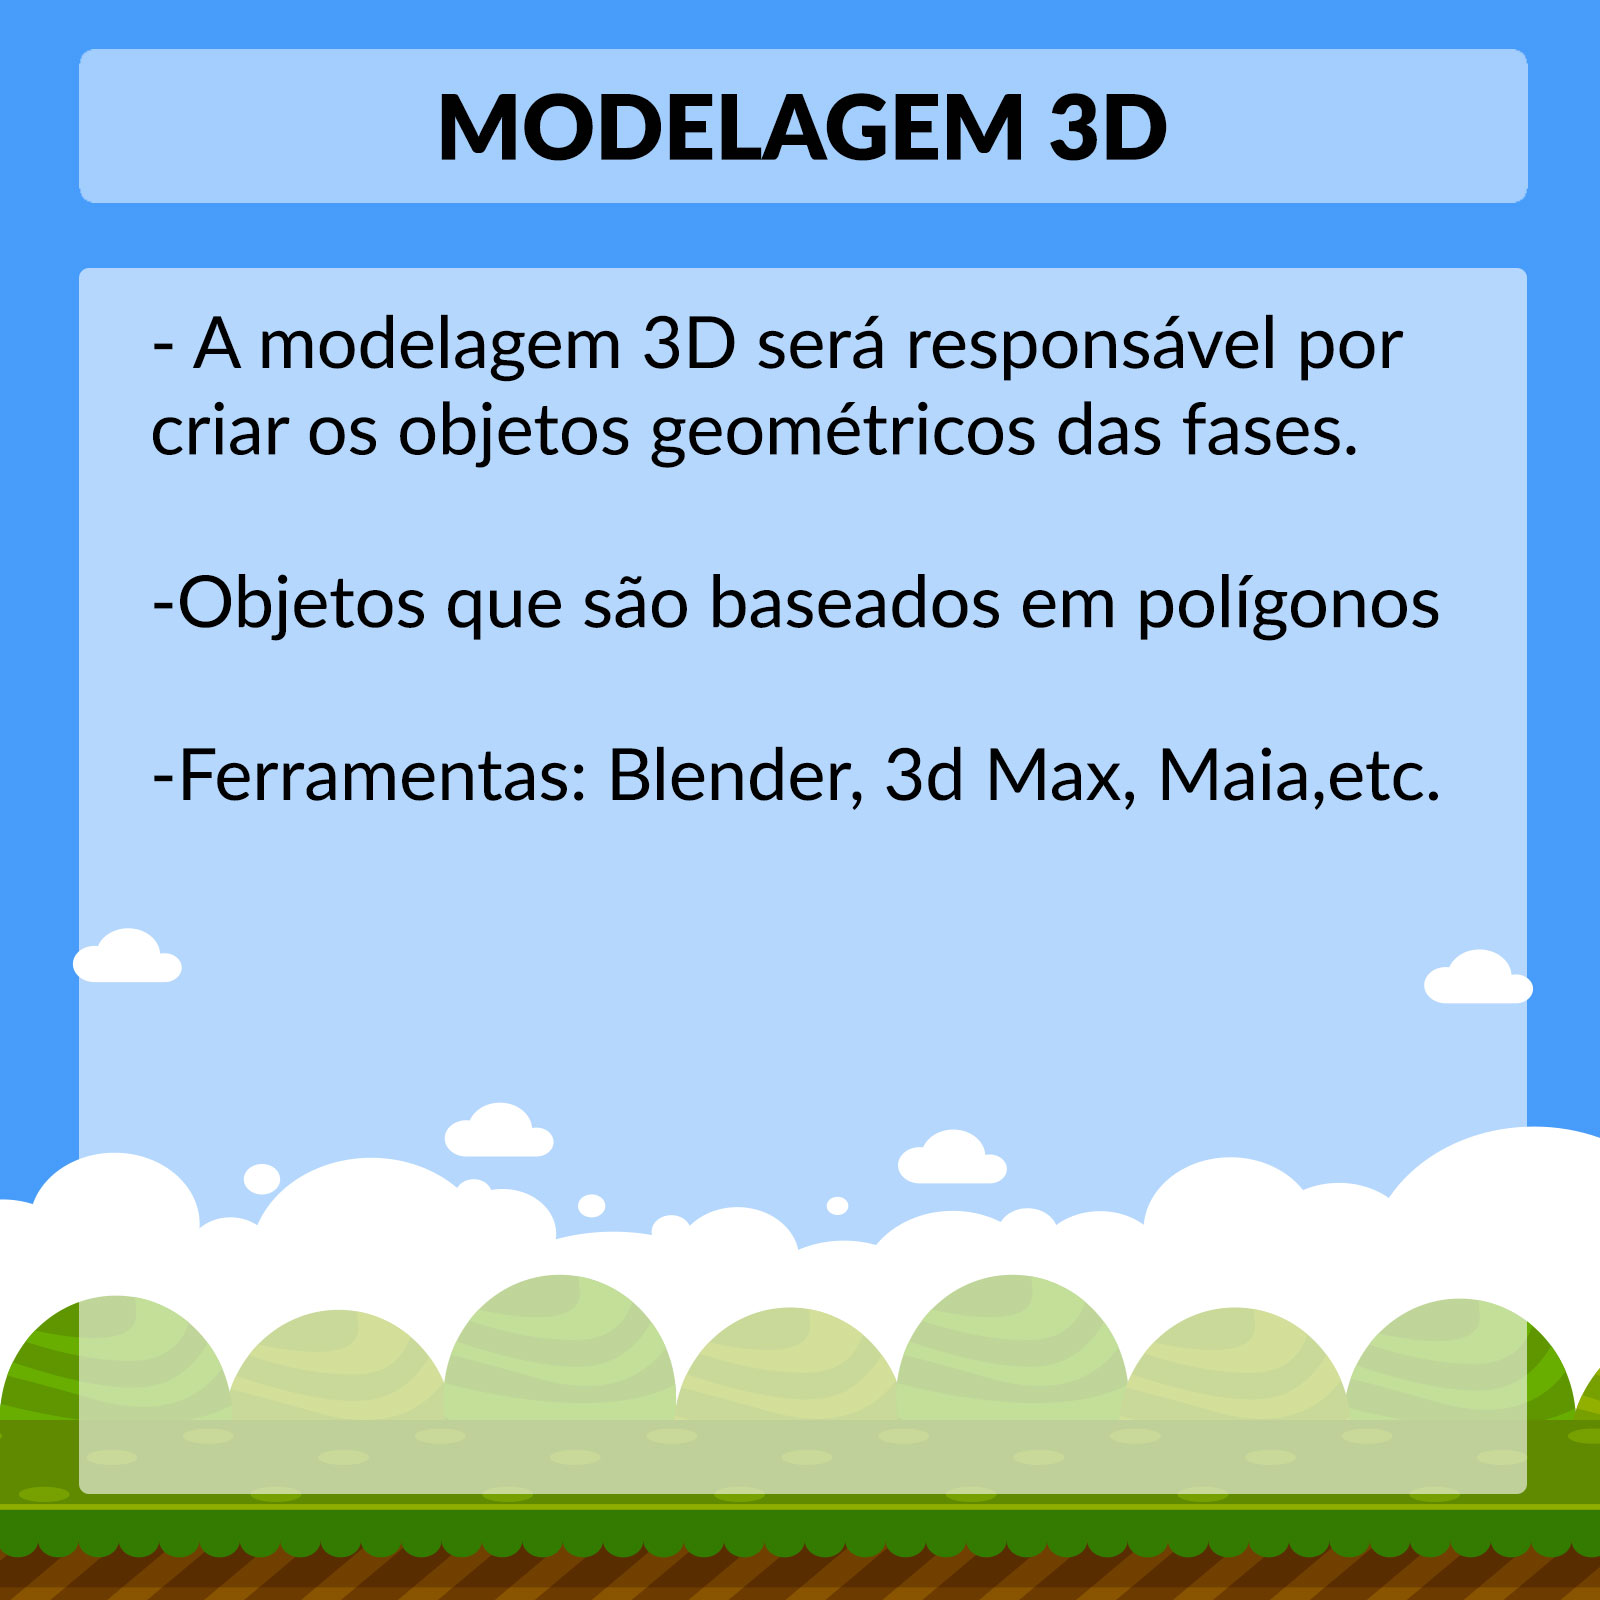 MODELAGEM 3D
- A modelagem 3D será responsável por
criar os objetos geométricos das fases.
-Objetos que são baseados em polígonos
-Ferramentas: Blender, 3d Max, Maia,etc.